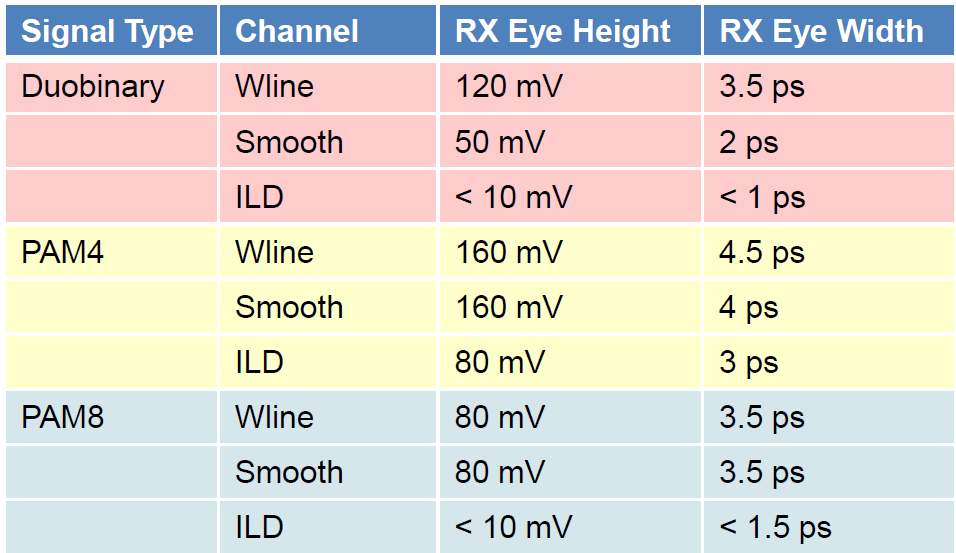 Signal Type Channel RX Eye Height RX Eye Width
Duobinary Wline 120 mV 3.5 ps
Smooth 50 mV 2 ps
ILD < 10 mV < 1 ps
PAM4 Wline 160 mV 4.5 ps
Smooth 160 mV 4 ps
ILD 80 mV 3 ps
PAM8 Wline 80 mV 3.5 ps
Smooth 80 mV 3.5 ps
ILD < 10 mV < 1.5 ps